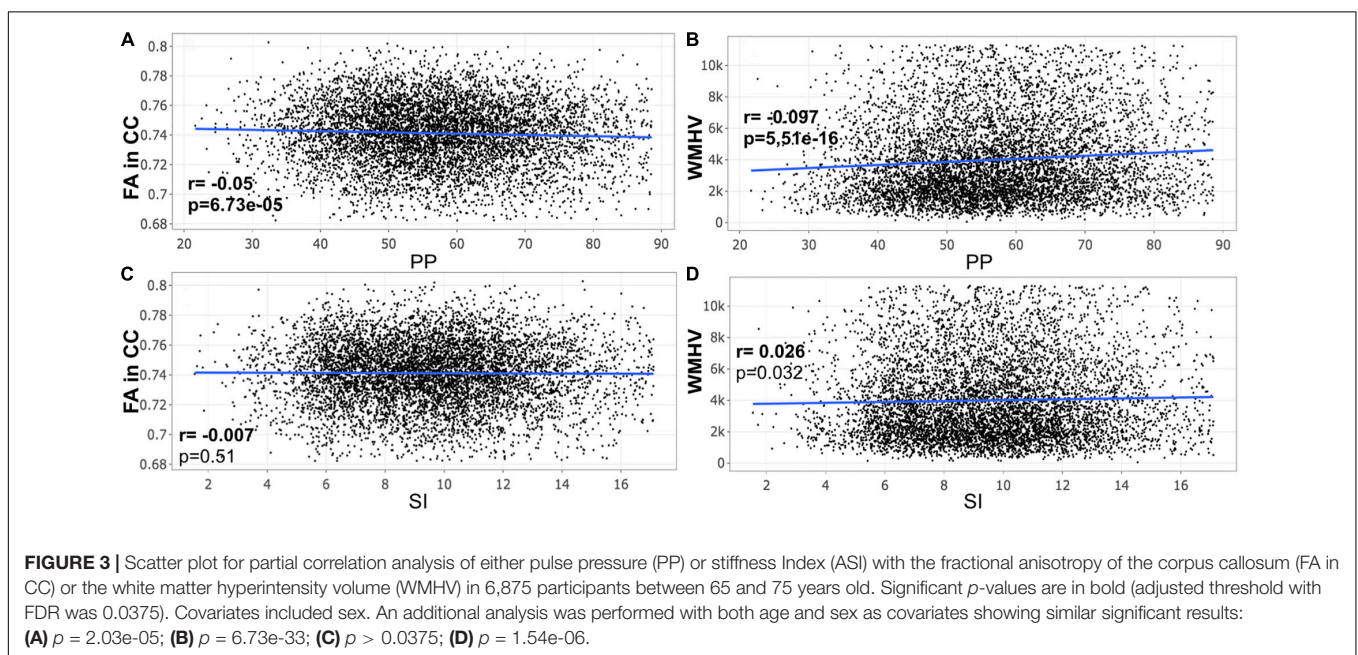 A
B
0.8
0.78
0.76
0.74
0.72
0.7
0.68
FA in CC
r= -0.05
p=6.73e-05
20 30 40 50 60 70 80 90
PP
10k
8k
6k
4k
2k
0
WMHV
r= -0.097
p=5,51e-16
20 30 40 50 60 70 80 90
PP
C
D
0.8
0.78
0.76
0.74
0.72
0.7
0.68
FA in CC
r= -0.007
p=0.51
2 4 6 8 10 12 14 16
SI
10k
8k
6k
4k
2k
0
WMHV
r= 0.026
p=0.032
2 4 6 8 10 12 14 16
SI
FIGURE 3 | Scatter plot for partial correlation analysis of either pulse pressure (PP) or stiffness Index (ASI) with the fractional anisotropy of the corpus callosum (FA in
CC) or the white matter hyperintensity volume (WMHV) in 6,875 participants between 65 and 75 years old. Significant p-values are in bold (adjusted threshold with
FDR was 0.0375). Covariates included sex. An additional analysis was performed with both age and sex as covariates showing similar significant results:
(A) p = 2.03e-05; (B) p = 6.73e-33; (C) p > 0.0375; (D) p = 1.54e-06.